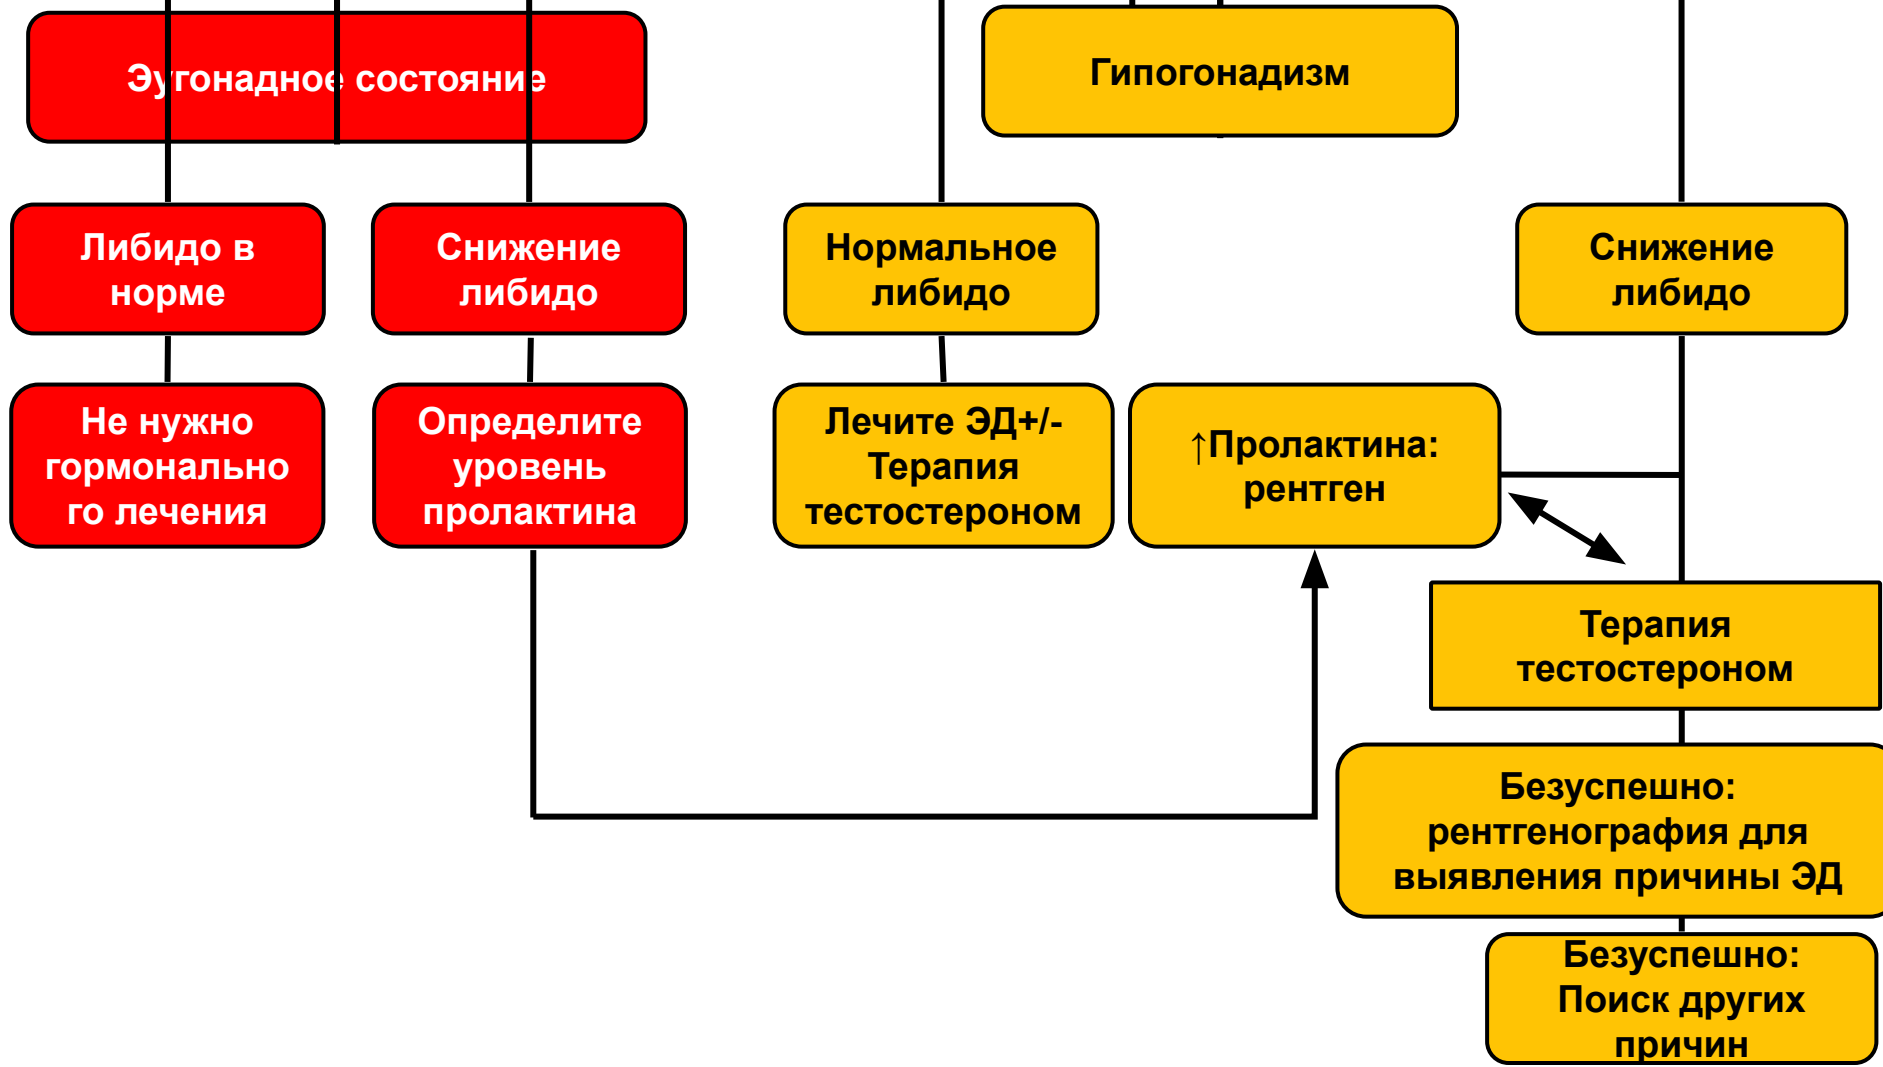 Эугонадное состояние
Гипогонадизм
Либидо в
норме
Снижение
либидо
Нормальное
либидо
Снижение
либидо
Не нужно
гормонально
го лечения
Определите
уровень
пролактина
Лечите ЭД+/-
Терапия
тестостероном
↑Пролактина:
рентген
Терапия
тестостероном
Безуспешно:
рентгенография для
выявления причины ЭД
Безуспешно:
Поиск других
причин